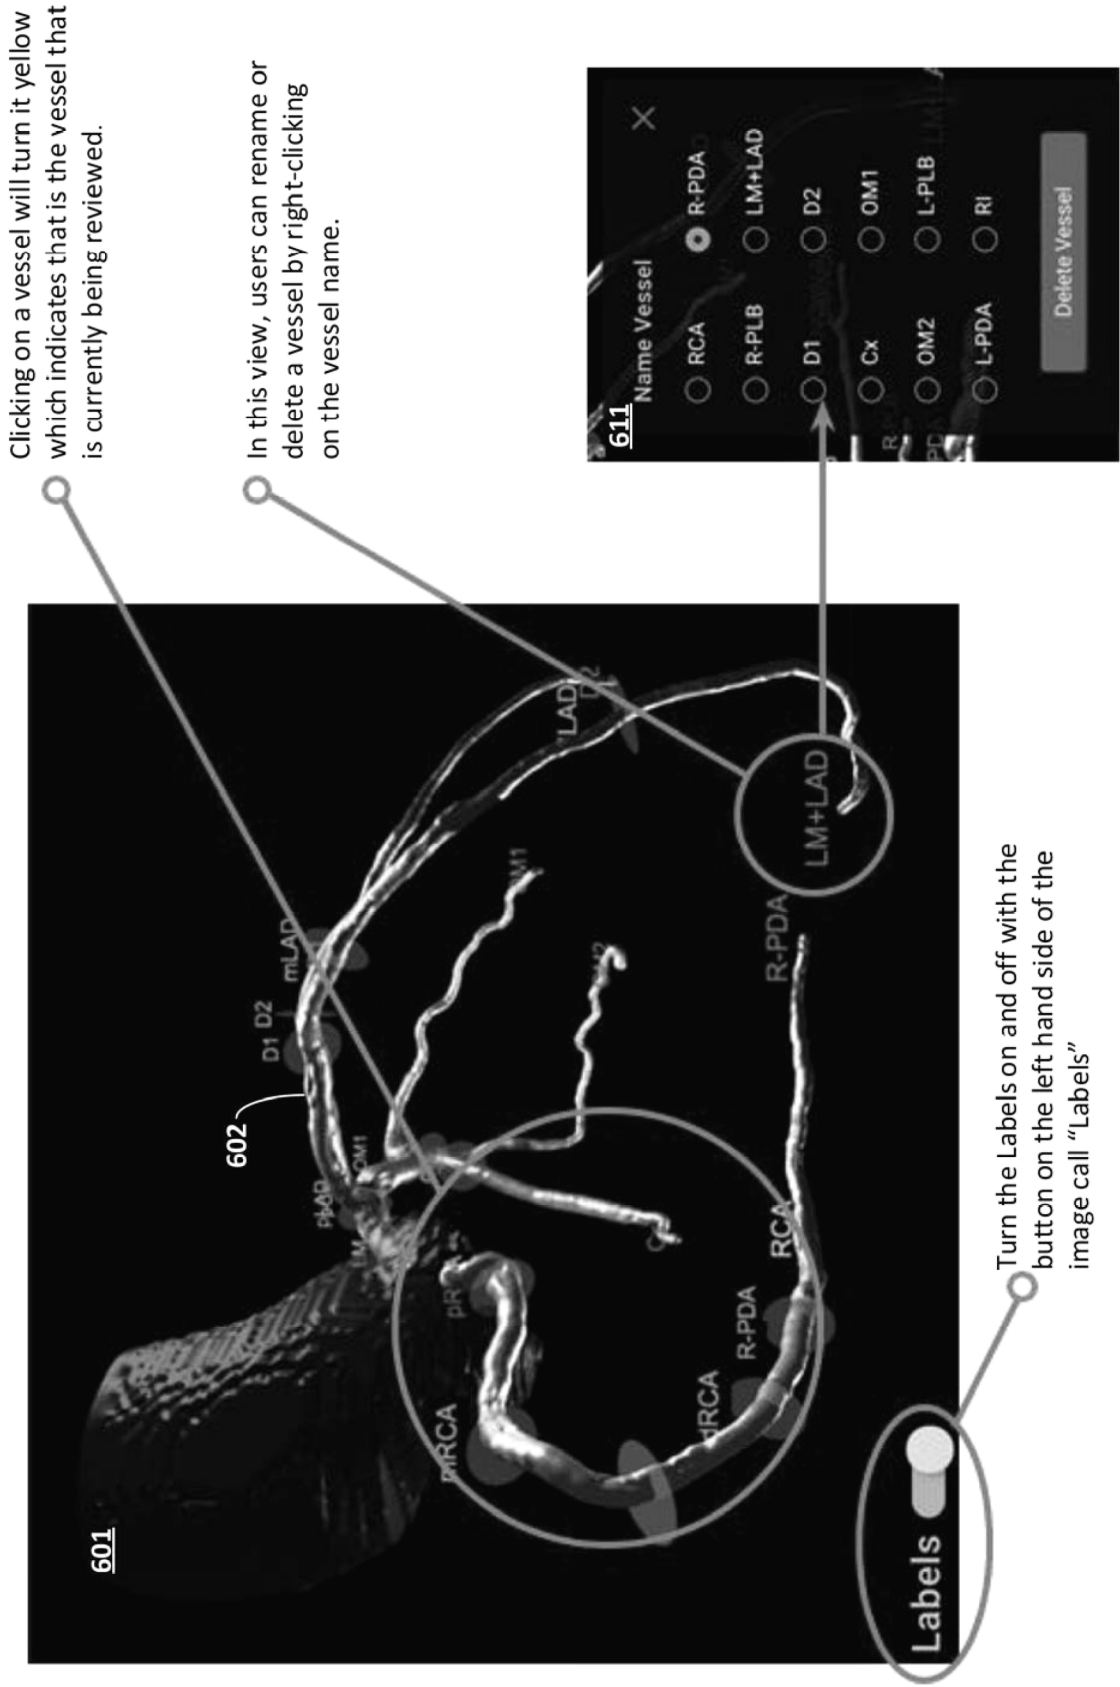 Clicking on a vessel will turn it yellow
which indicates that is the vessel that
is currently being reviewed.
In this view, users can rename or
delete a vessel by right-clicking
on the vessel name.
601
602
D1
D2
mLAD
LAD
D2
OM1
mRCA
dRCA
R-PDA
RCA
R-PDA
LM+LAD
Labels
Turn the Labels on and off with the
button on the left hand side of the
image call “Labels”
611
Name Vessel
RCA
R-PDA
R-PLB
LM+LAD
D1
D2
Cx
OM1
OM2
L-PLB
L-PDA
RI
Delete Vessel